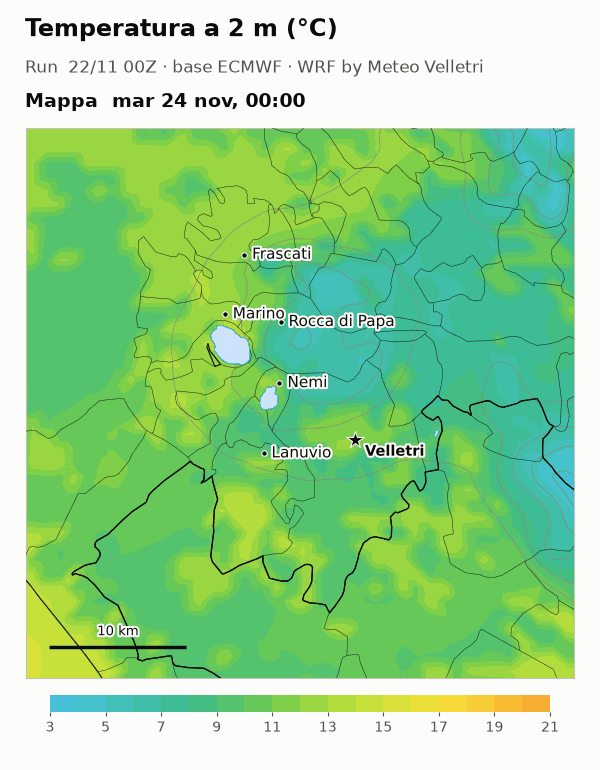 Temperatura a 2 m (°C)
Run  22/11 00Z · base ECMWF · WRF by Meteo Velletri
Mappa  mar 24 nov, 00:00
Frascati
Marino
Rocca di Papa
Nemi
Velletri
Lanuvio
10 km
3 5 7 9 11 13 15 17 19 21